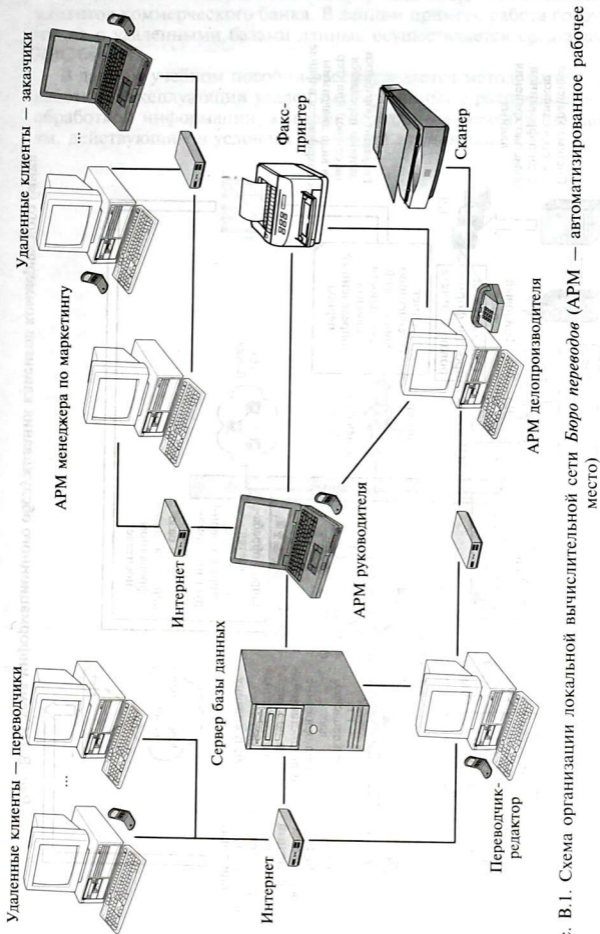 Удаленные клиенты — переводчики
...
Удаленные клиенты — заказчики
...
АРМ менеджера по маркетингу
Интернет
Факс-
принтер
Сканер
Сервер базы данных
АРМ руководителя
Интернет
Переводчик-
редактор
АРМ делопроизводителя
. В.1. Схема организации локальной вычислительной сети Бюро переводов (АРМ — автоматизированное рабочее
место)